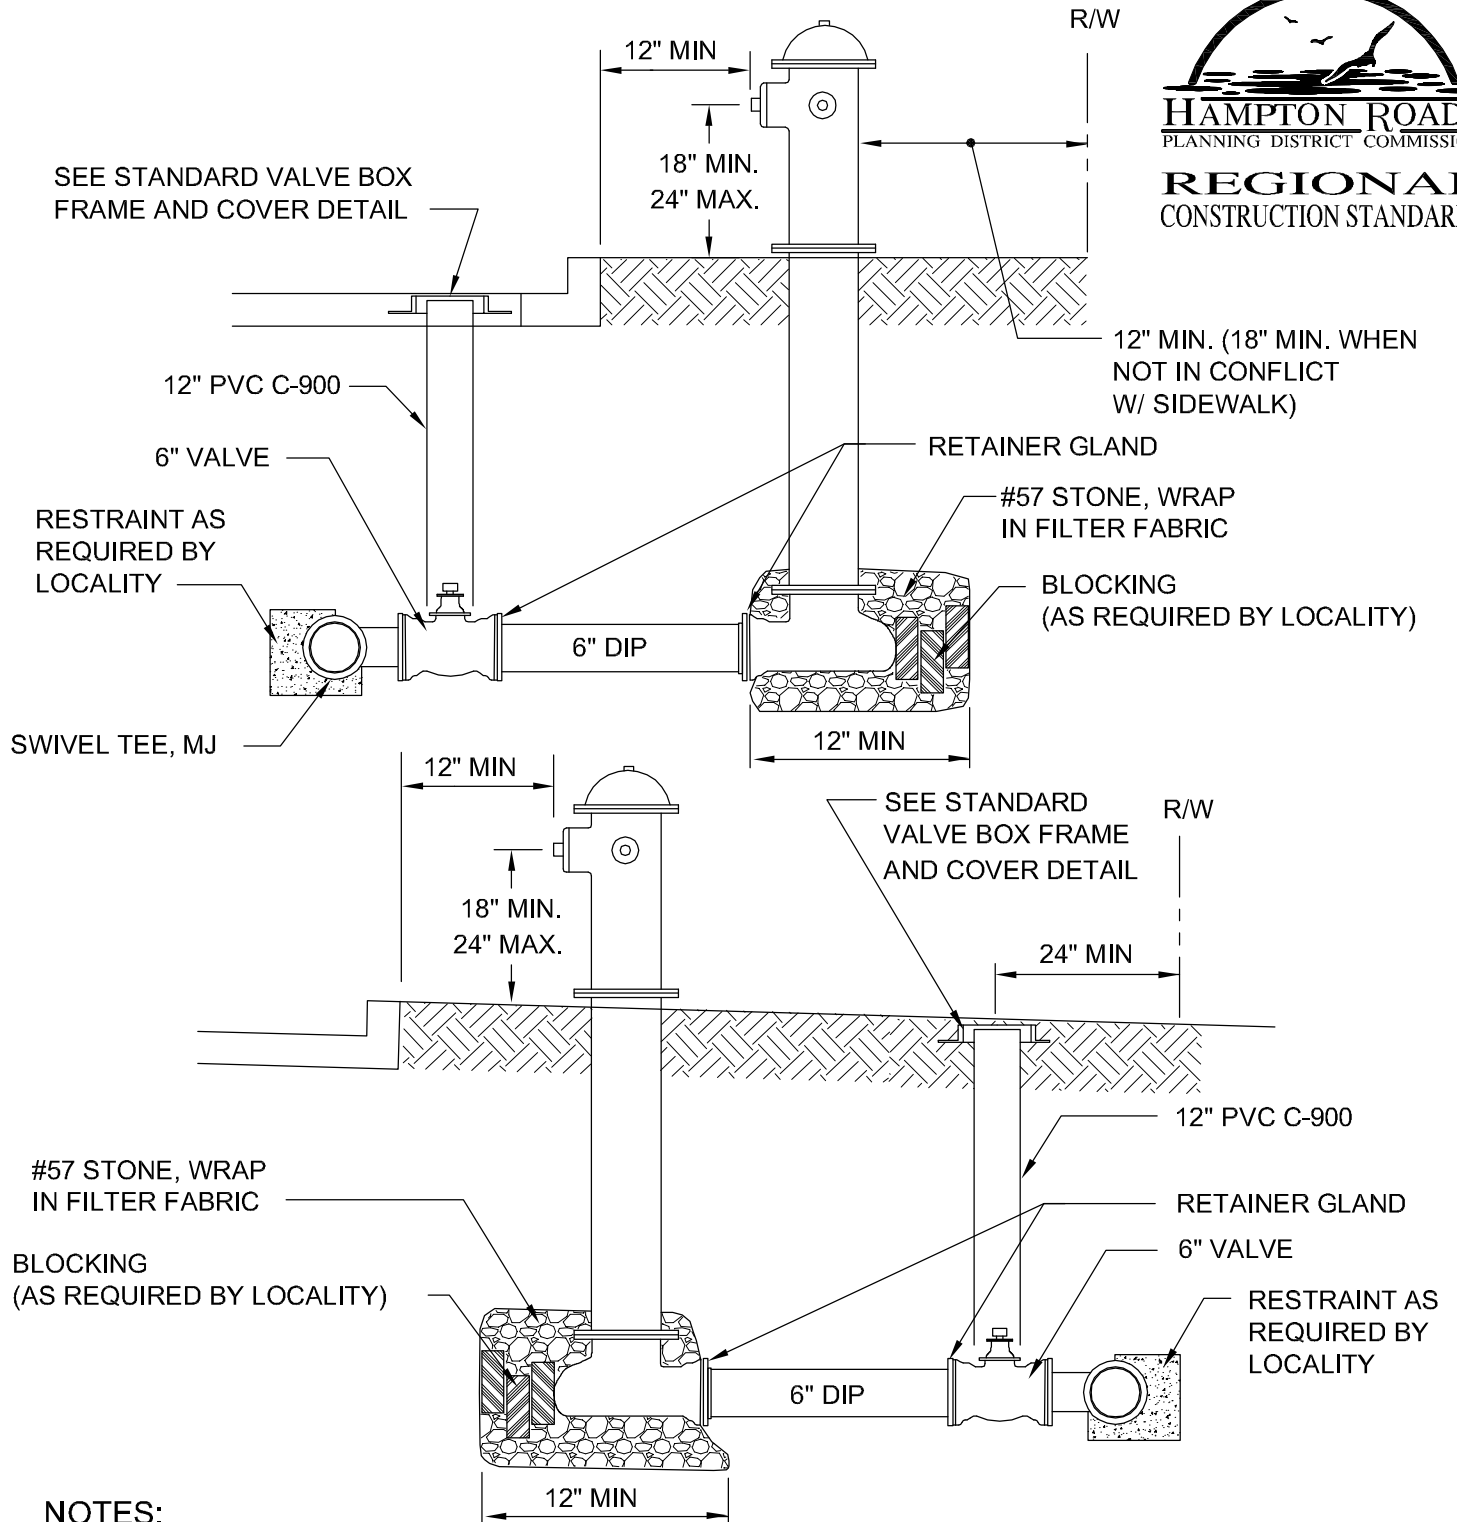 12" MIN
R/W
HAMPTON ROAD
PLANNING DISTRICT COMMISSI
REGIONAL
CONSTRUCTION STANDAR
18" MIN.
24" MAX.
SEE STANDARD VALVE BOX
FRAME AND COVER DETAIL
12" MIN. (18" MIN. WHEN
NOT IN CONFLICT
W/ SIDEWALK)
12" PVC C-900
6" VALVE
RETAINER GLAND
RESTRAINT AS
REQUIRED BY
LOCALITY
#57 STONE, WRAP
IN FILTER FABRIC
BLOCKING
(AS REQUIRED BY LOCALITY)
6" DIP
SWIVEL TEE, MJ
12" MIN
12" MIN
SEE STANDARD
VALVE BOX FRAME
AND COVER DETAIL
R/W
18" MIN.
24" MAX.
24" MIN
12" PVC C-900
#57 STONE, WRAP
IN FILTER FABRIC
RETAINER GLAND
6" VALVE
BLOCKING
(AS REQUIRED BY LOCALITY)
RESTRAINT AS
REQUIRED BY
LOCALITY
6" DIP
12" MIN
NOTES: